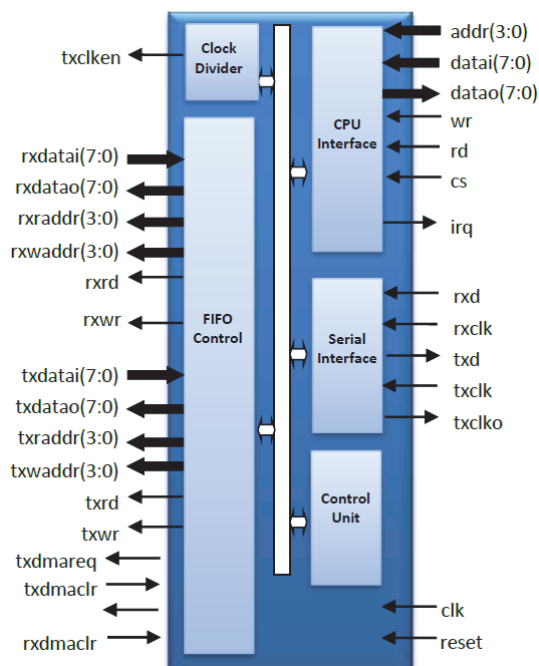 txclken
Clock
Divider
addr(3:0)
datai(7:0)
datao(7:0)
CPU
Interface
wr
rd
cs
irq
rxdatai(7:0)
rxdatao(7:0)
rxraddr(3:0)
rxwaddr(3:0)
rxrd
rxwr
FIFO
Control
rxd
rxclk
Serial
Interface
txd
txclk
txclko
txdatai(7:0)
txdatao(7:0)
txraddr(3:0)
txwaddr(3:0)
txrd
txwr
Control
Unit
txdmareq
txdmaclr
rxdmaclr
clk
reset